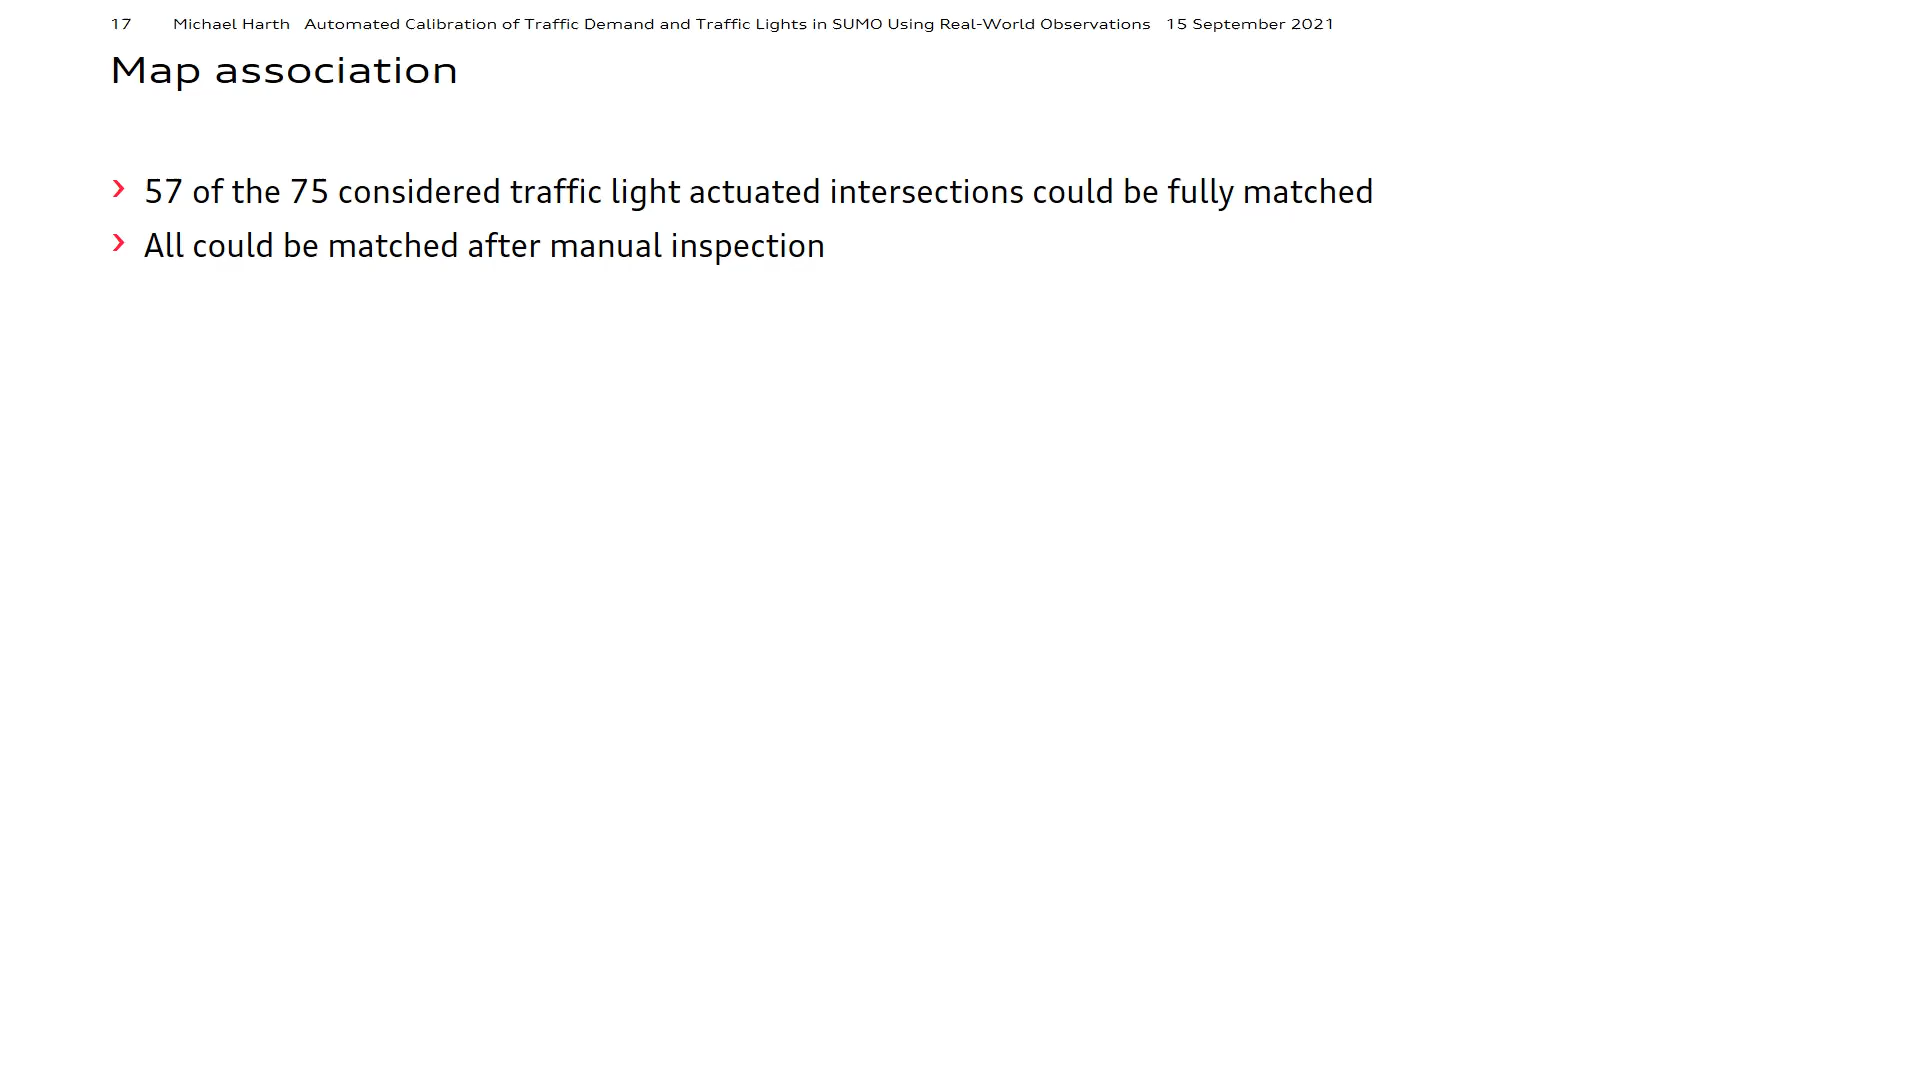 17 Michael Harth Automated Calibration of Traffic Demand and Traffic Lights in SUMO Using Real-World Observations 15 September 2021
Map association
› 57 of the 75 considered traffic light actuated intersections could be fully matched
› All could be matched after manual inspection